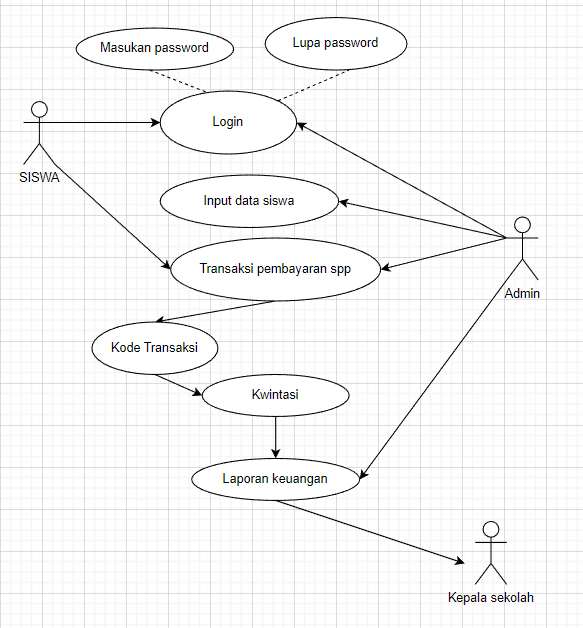 Masukan password
Lupa password
Login
SISWA
Input data siswa
Transaksi pembayaran spp
Admin
Kode Transaksi
Kwintasi
Laporan keuangan
Kepala sekolah